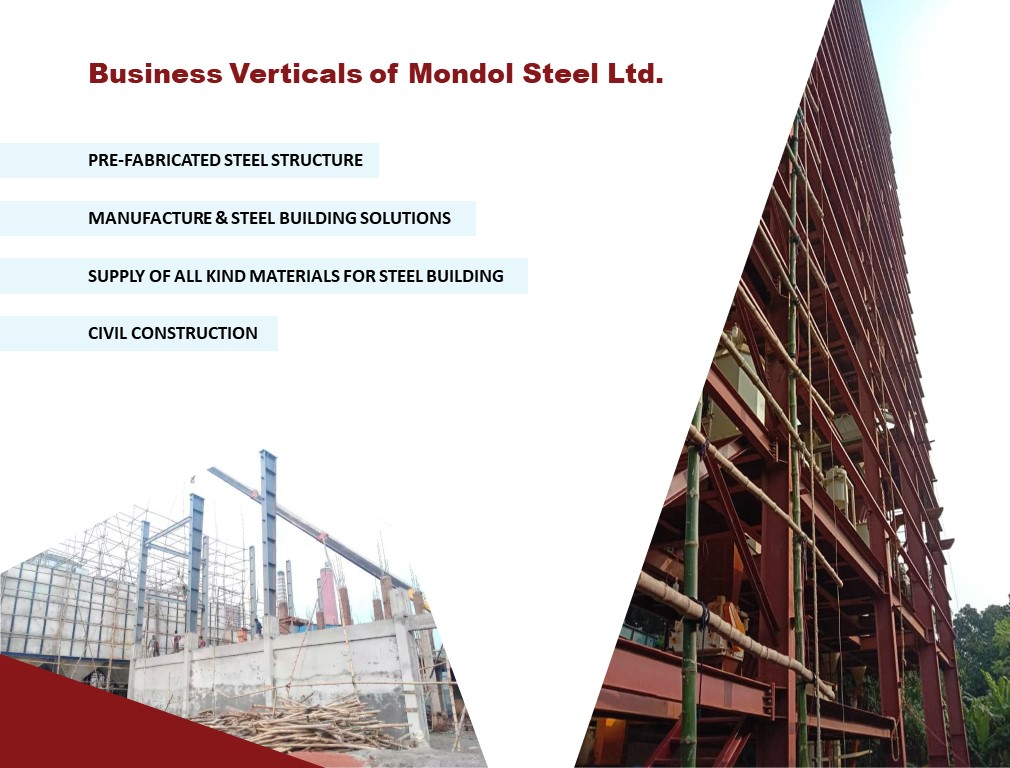 Business Verticals of Mondol Steel Ltd.
PRE-FABRICATED STEEL STRUCTURE
MANUFACTURE & STEEL BUILDING SOLUTIONS
SUPPLY OF ALL KIND MATERIALS FOR STEEL BUILDING
CIVIL CONSTRUCTION